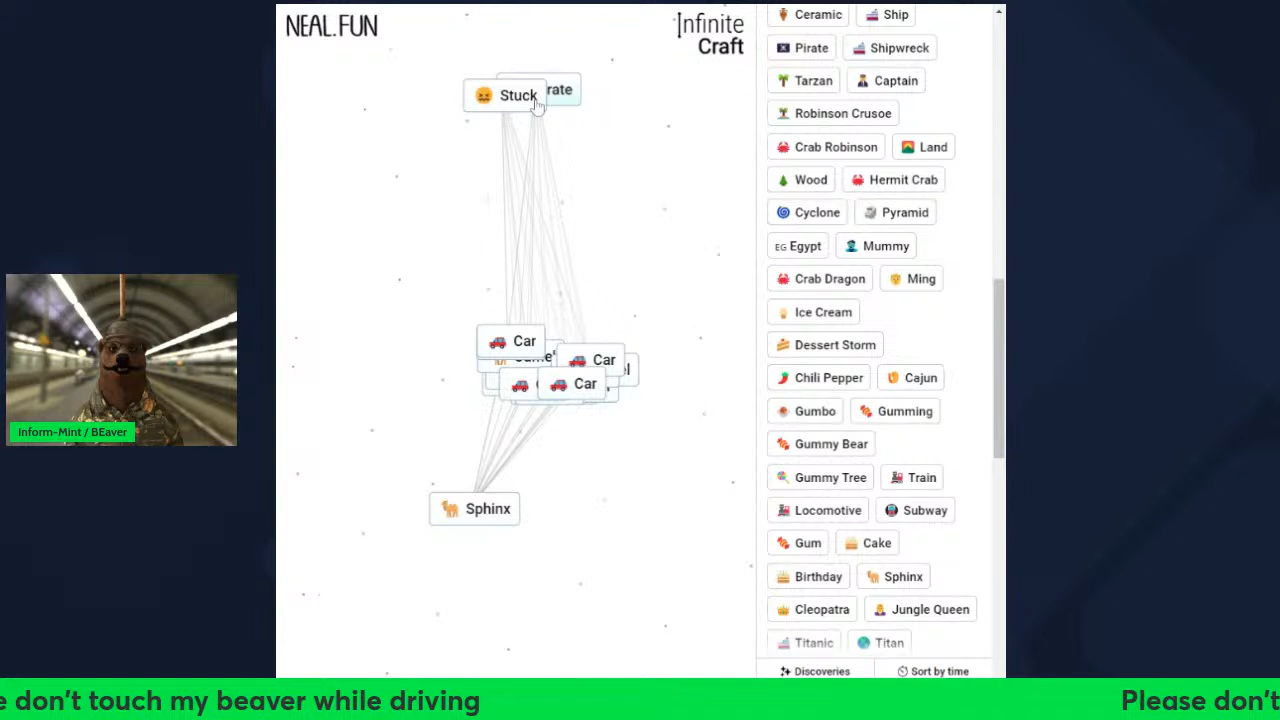 NEAL.FUN
Infinite
Craft
Stuck
rate
Car
Car
Car
Sphinx
Ceramic
Ship
Pirate
Shipwreck
Tarzan
Captain
Robinson Crusoe
Crab Robinson
Land
Wood
Hermit Crab
Cyclone
Pyramid
EG Egypt
Mummy
Crab Dragon
Ming
Ice Cream
Dessert Storm
Chili Pepper
Cajun
Gumbo
Gumming
Gummy Bear
Gummy Tree
Train
Locomotive
Subway
Gum
Cake
Birthday
Sphinx
Cleopatra
Jungle Queen
Titanic
Titan
Discoveries
Sort by time
Inform-Mint / BEaver
e don't touch my beaver while driving
Please don't